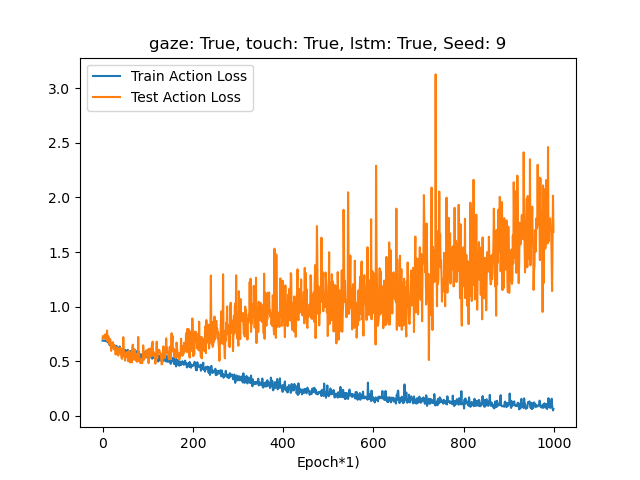 gaze: True, touch: True, lstm: True, Seed: 9
Train Action Loss
Test Action Loss
3.0
2.5
2.0
1.5
1.0
0.5
0.0
0 200 400 600 800 1000
Epoch*1)